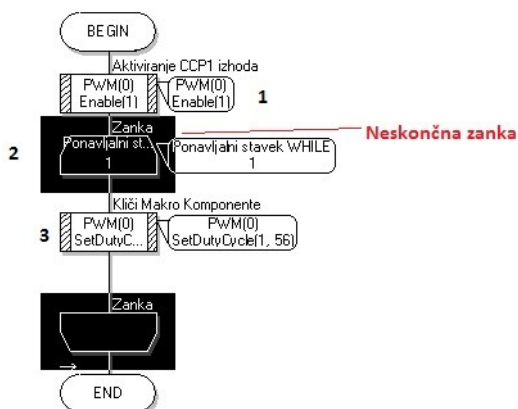 BEGIN
Aktiviranje CCP1 izhoda
PWM(0)
Enable(1)
PWM(0)
Enable(1)
1
Zanka
Neskončna zanka
2
Ponavljalni st...
1
Ponavljalni stavek WHILE
1
Kliči Makro Komponente
3
PWM(0)
SetDutyC...
PWM(0)
SetDutyCycle(1, 56)
Zanka
END